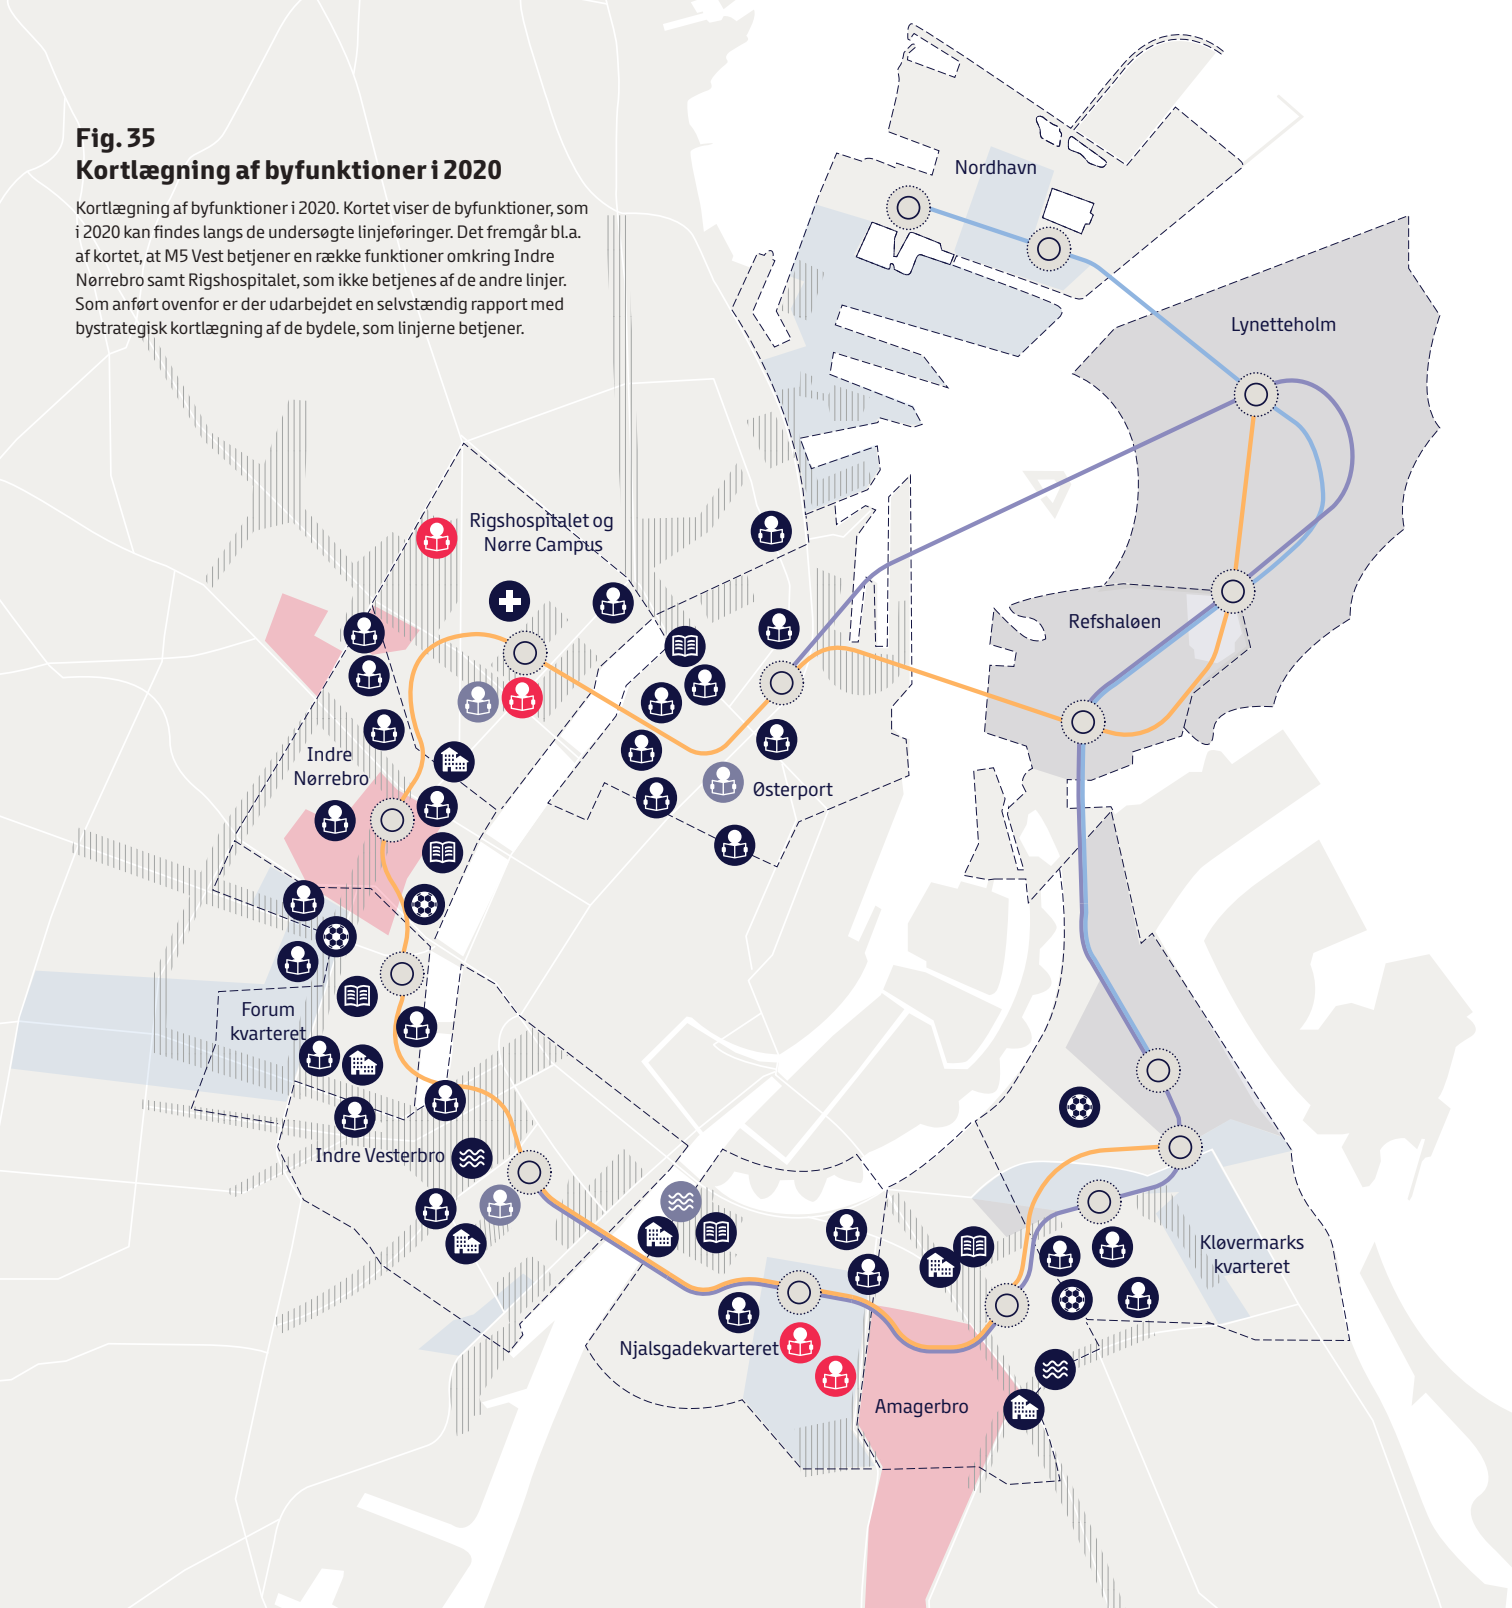 Fig. 35
Kortlægning af byfunktioner i 2020
Kortlægning af byfunktioner i 2020. Kortet viser de byfunktioner, som
i 2020 kan findes langs de undersøgte linjeføringer. Det fremgår bl.a.
af kortet, at M5 Vest betjener en række funktioner omkring Indre
Nørrebro samt Rigshospitalet, som ikke betjenes af de andre linjer.
Som anført ovenfor er der udarbejdet en selvstændig rapport med
bystrategisk kortlægning af de bydele, som linjerne betjener.
Nordhavn
Lynetteholm
Rigshospitalet og
Nørre Campus
Refshaløen
Indre
Nørrebro
Østerport
Forum
kvarteret
Indre Vesterbro
Kløvermarks
kvarteret
Njalsgadekvarteret
Amagerbro